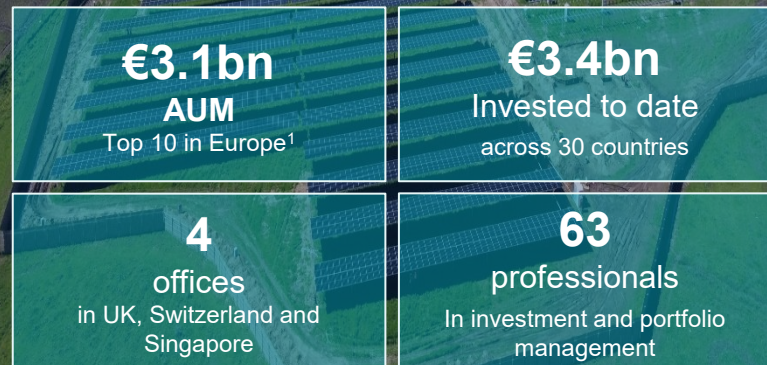 €3.1bn
AUM
Top 10 in Europe¹
€3.4bn
Invested to date
across 30 countries
4
offices
in UK, Switzerland and
Singapore
63
professionals
In investment and portfolio
management